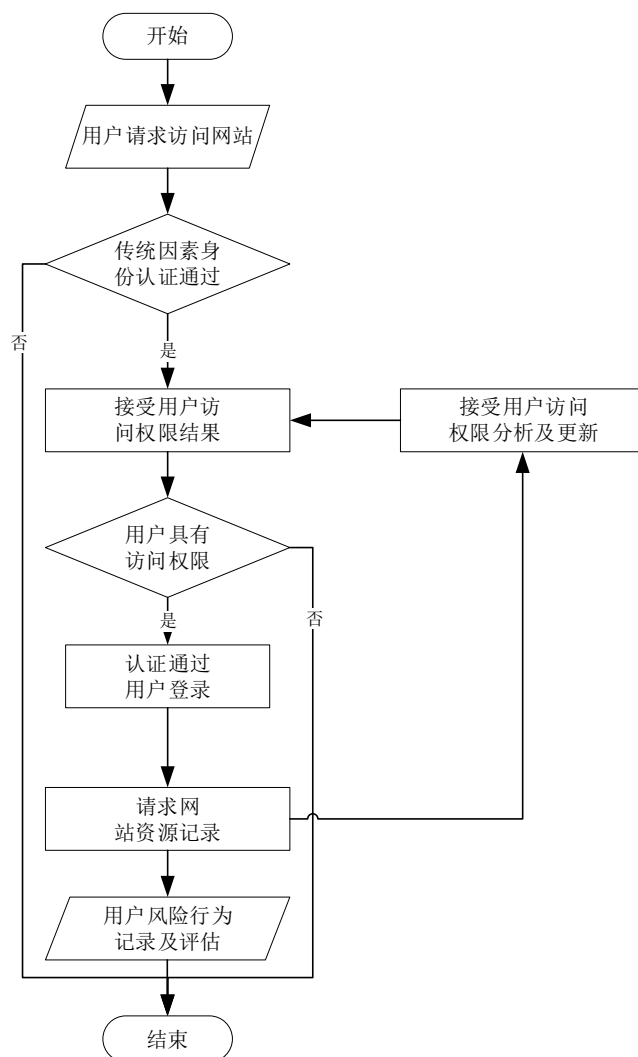 开始
用户请求访问网站
传统因素身
份认证通过
否
是
接受用户访
问权限结果
接受用户访问
权限分析及更新
用户具有
访问权限
否
是
认证通过
用户登录
请求网
站资源记录
用户风险行为
记录及评估
结束